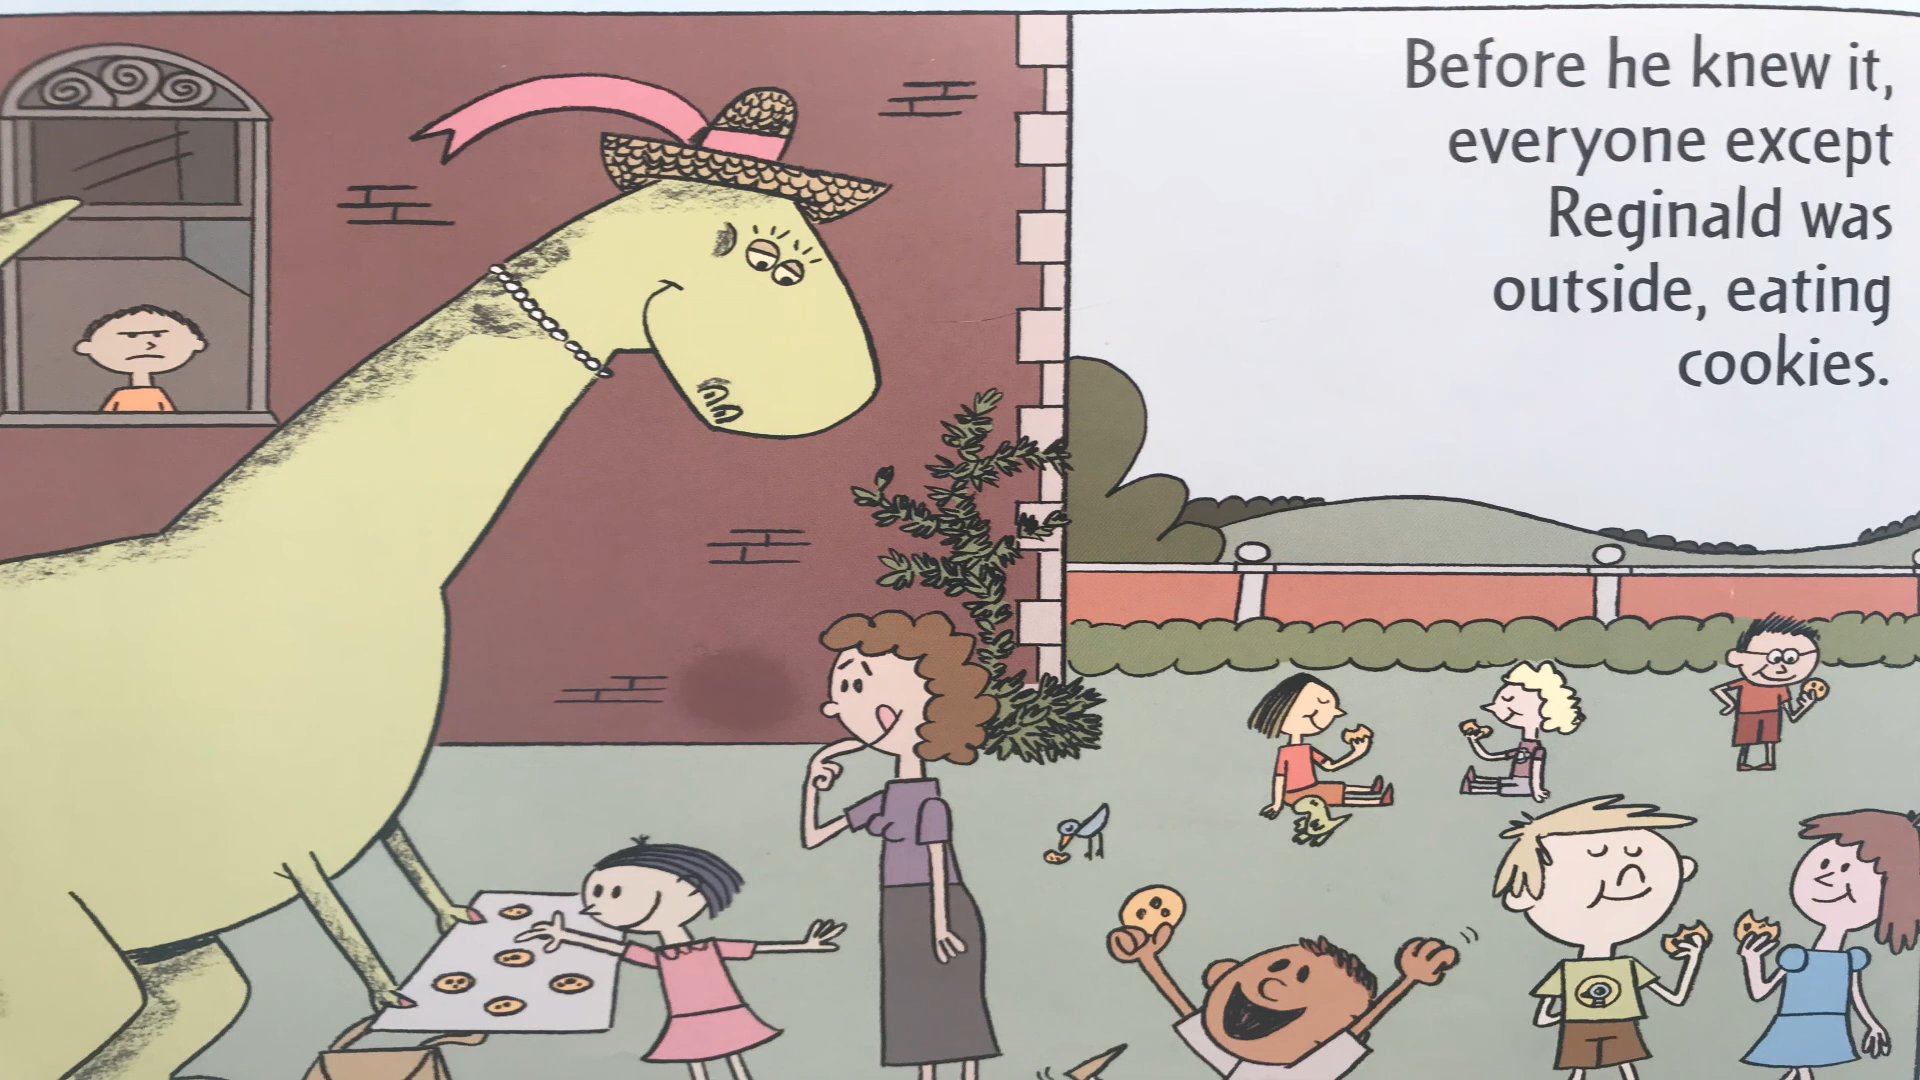 Before he knew it,
everyone except
Reginald was
outside, eating
cookies.